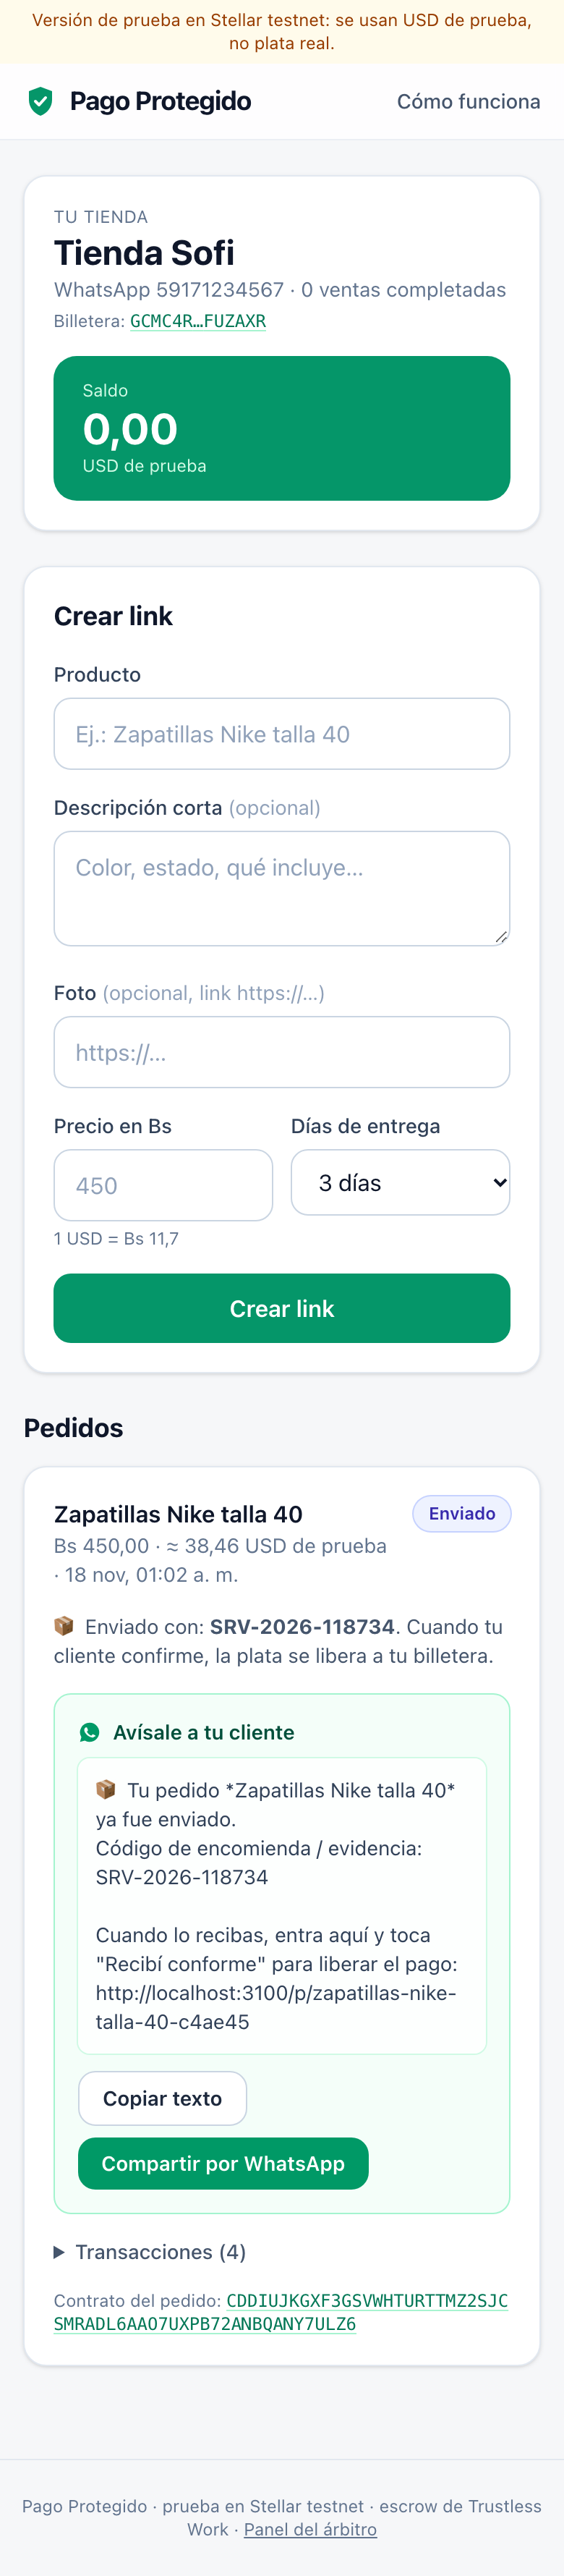 Versión de prueba en Stellar testnet: se usan USD de prueba,
no plata real.
Pago Protegido
Cómo funciona
TU TIENDA
Tienda Sofi
WhatsApp 59171234567 · 0 ventas completadas
Billetera: GCMC4R…FUZAXR
Saldo
0,00
USD de prueba
Crear link
Producto
Ej.: Zapatillas Nike talla 40
Descripción corta (opcional)
Color, estado, qué incluye...
Foto (opcional, link https://...)
https://...
Precio en Bs
Días de entrega
450
3 días
1 USD = Bs 11,7
Crear link
Pedidos
Zapatillas Nike talla 40
Enviado
Bs 450,00 · ≈ 38,46 USD de prueba
· 18 nov, 01:02 a. m.
📦 Enviado con: SRV-2026-118734. Cuando tu
cliente confirme, la plata se libera a tu billetera.
Avísale a tu cliente
📦 Tu pedido *Zapatillas Nike talla 40*
ya fue enviado.
Código de encomienda / evidencia:
SRV-2026-118734
Cuando lo recibas, entra aquí y toca
"Recibí conforme" para liberar el pago:
http://localhost:3100/p/zapatillas-nike-
talla-40-c4ae45
Copiar texto
Compartir por WhatsApp
Transacciones (4)
Contrato del pedido: CDDIUJKGXF3GSVWHTURTTMZ2SJC
SMRADL6AAO7UXPB72ANBQANY7ULZ6
Pago Protegido · prueba en Stellar testnet · escrow de Trustless
Work · Panel del árbitro